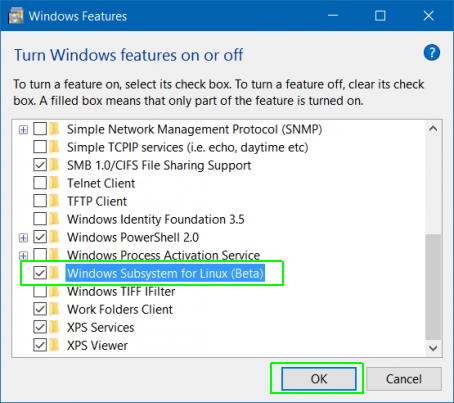 Windows Features
Turn Windows features on or off
?
To turn a feature on, select its check box. To turn a feature off, clear its check
box. A filled box means that only part of the feature is turned on.
Simple Network Management Protocol (SNMP)
Simple TCPIP services (i.e. echo, daytime etc)
SMB 1.0/CIFS File Sharing Support
Telnet Client
TFTP Client
Windows Identity Foundation 3.5
Windows PowerShell 2.0
Windows Process Activation Service
Windows Subsystem for Linux (Beta)
Windows TIFF IFilter
Work Folders Client
XPS Services
XPS Viewer
OK Cancel